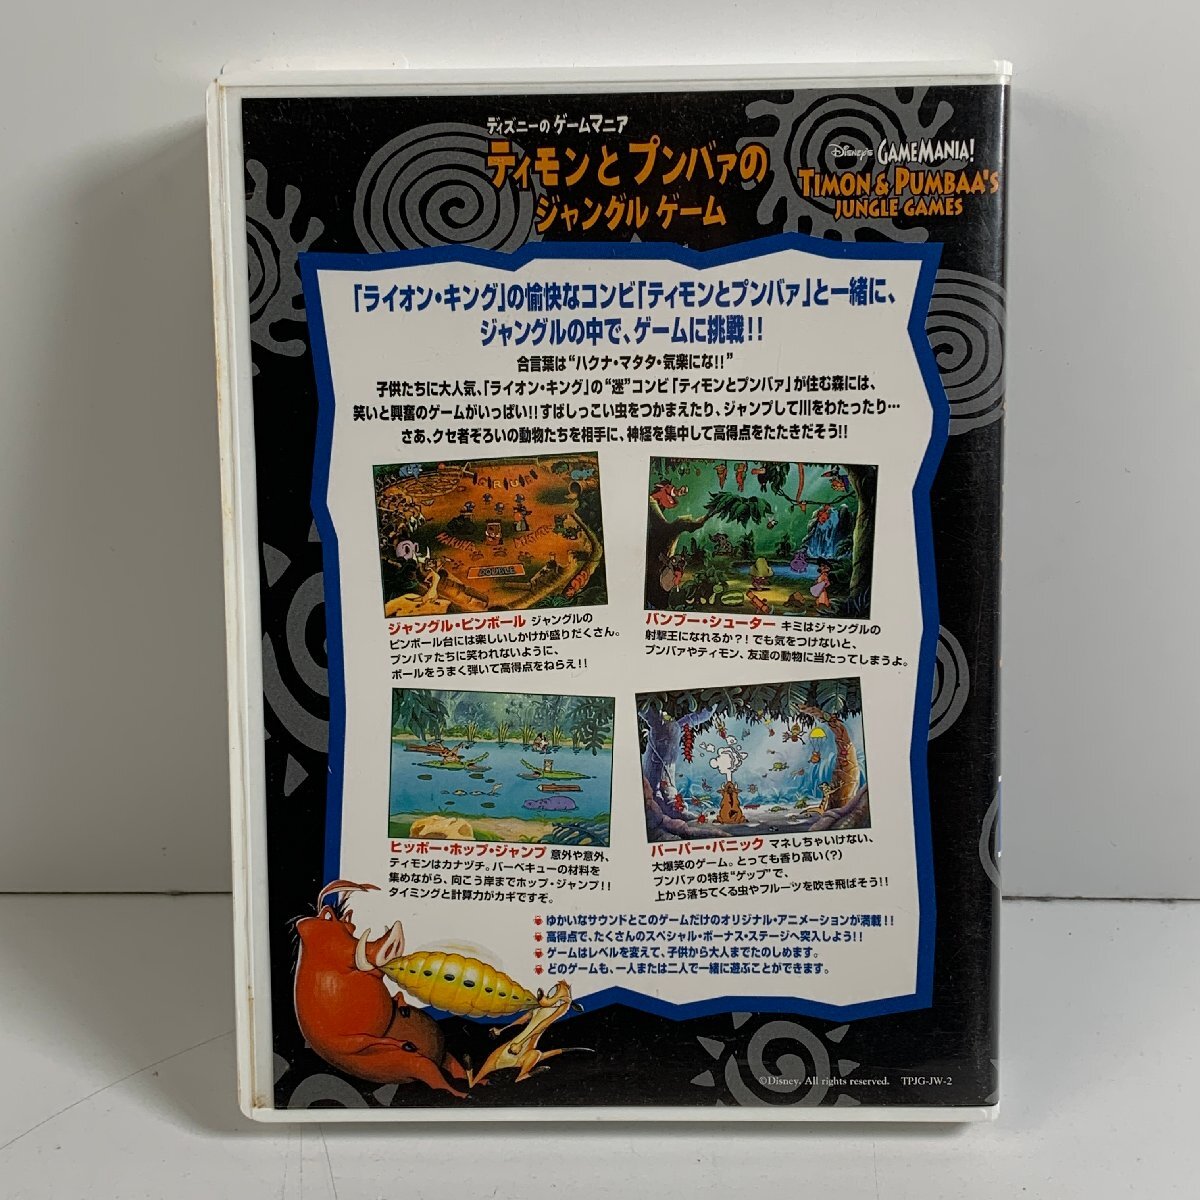 ディズニーの ゲームマニア
ティモンと プンバァの
ジャングル ゲーム
DISNEY'S GAMEMANIA!
TIMON & PUMBAA'S
JUNGLE GAMES
「ライオン・キング」の愉快なコンビ「ティモンとプンバァ」と一緒に、
ジャングルの中で、ゲームに挑戦!!
合言葉は“ハクナ・マタタ・気楽にな!!”
子供たちに大人気、「ライオン・キング」の“迷”コンビ「ティモンとプンバァ」が住む森には、
笑いと興奮のゲームがいっぱい!!すばしっこい虫をつかまえたり、ジャンプして川をわたったり…
さあ、クセ者ぞろいの動物たちを相手に、神経を集中して高得点をたたきだそう!!
DOUBLE
ジャングル・ピンボール ジャングルの
ピンボール台には楽しいしかけが盛りだくさん。
プンバァたちに笑われないように、
ボールをうまく弾いて高得点をねらえ!!
バンブー・シューター キミはジャングルの
射撃王になれるか?!でも気をつけないと、
プンバァやティモン、友達の動物に当たってしまうよ。
ヒッポー・ホップ・ジャンプ 意外や意外、
ティモンはカナヅチ。バーベキューの材料を
集めながら、向こう岸までホップ・ジャンプ!!
タイミングと計算力がカギですぞ。
バーパー・パニック マネしちゃいけない、
大爆笑のゲーム。とっても香り高い(?)
プンバァの特技“ゲップ”で、
上から落ちてくる虫やフルーツを吹き飛ばそう!!
ゆかいなサウンドとこのゲームだけのオリジナル・アニメーションが満載!!
高得点で、たくさんのスペシャル・ボーナス・ステージへ突入しよう!!
ゲームはレベルを変えて、子供から大人までたのしめます。
どのゲームも、一人または二人で一緒に遊ぶことができます。
©Disney. All rights reserved. TPJG-JW-2